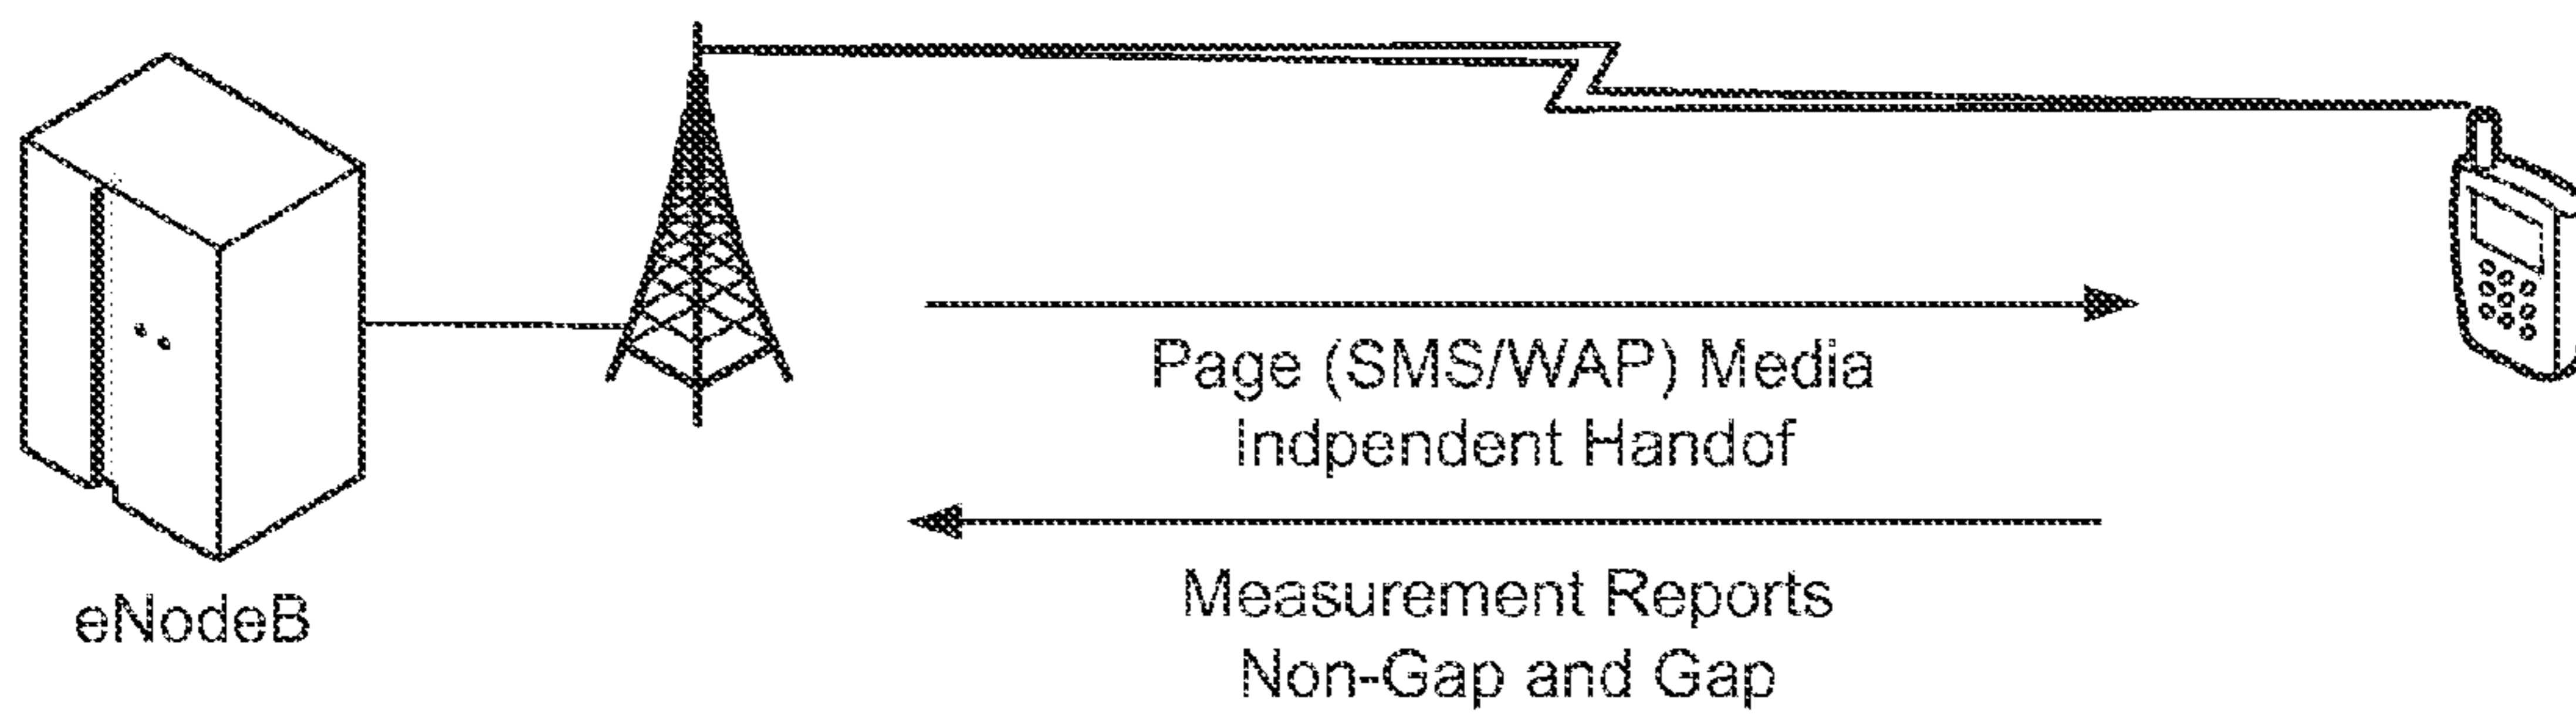 Page (SMS/WAP) Media
Indpendent Handof
Measurement Reports
Non-Gap and Gap
eNodeB